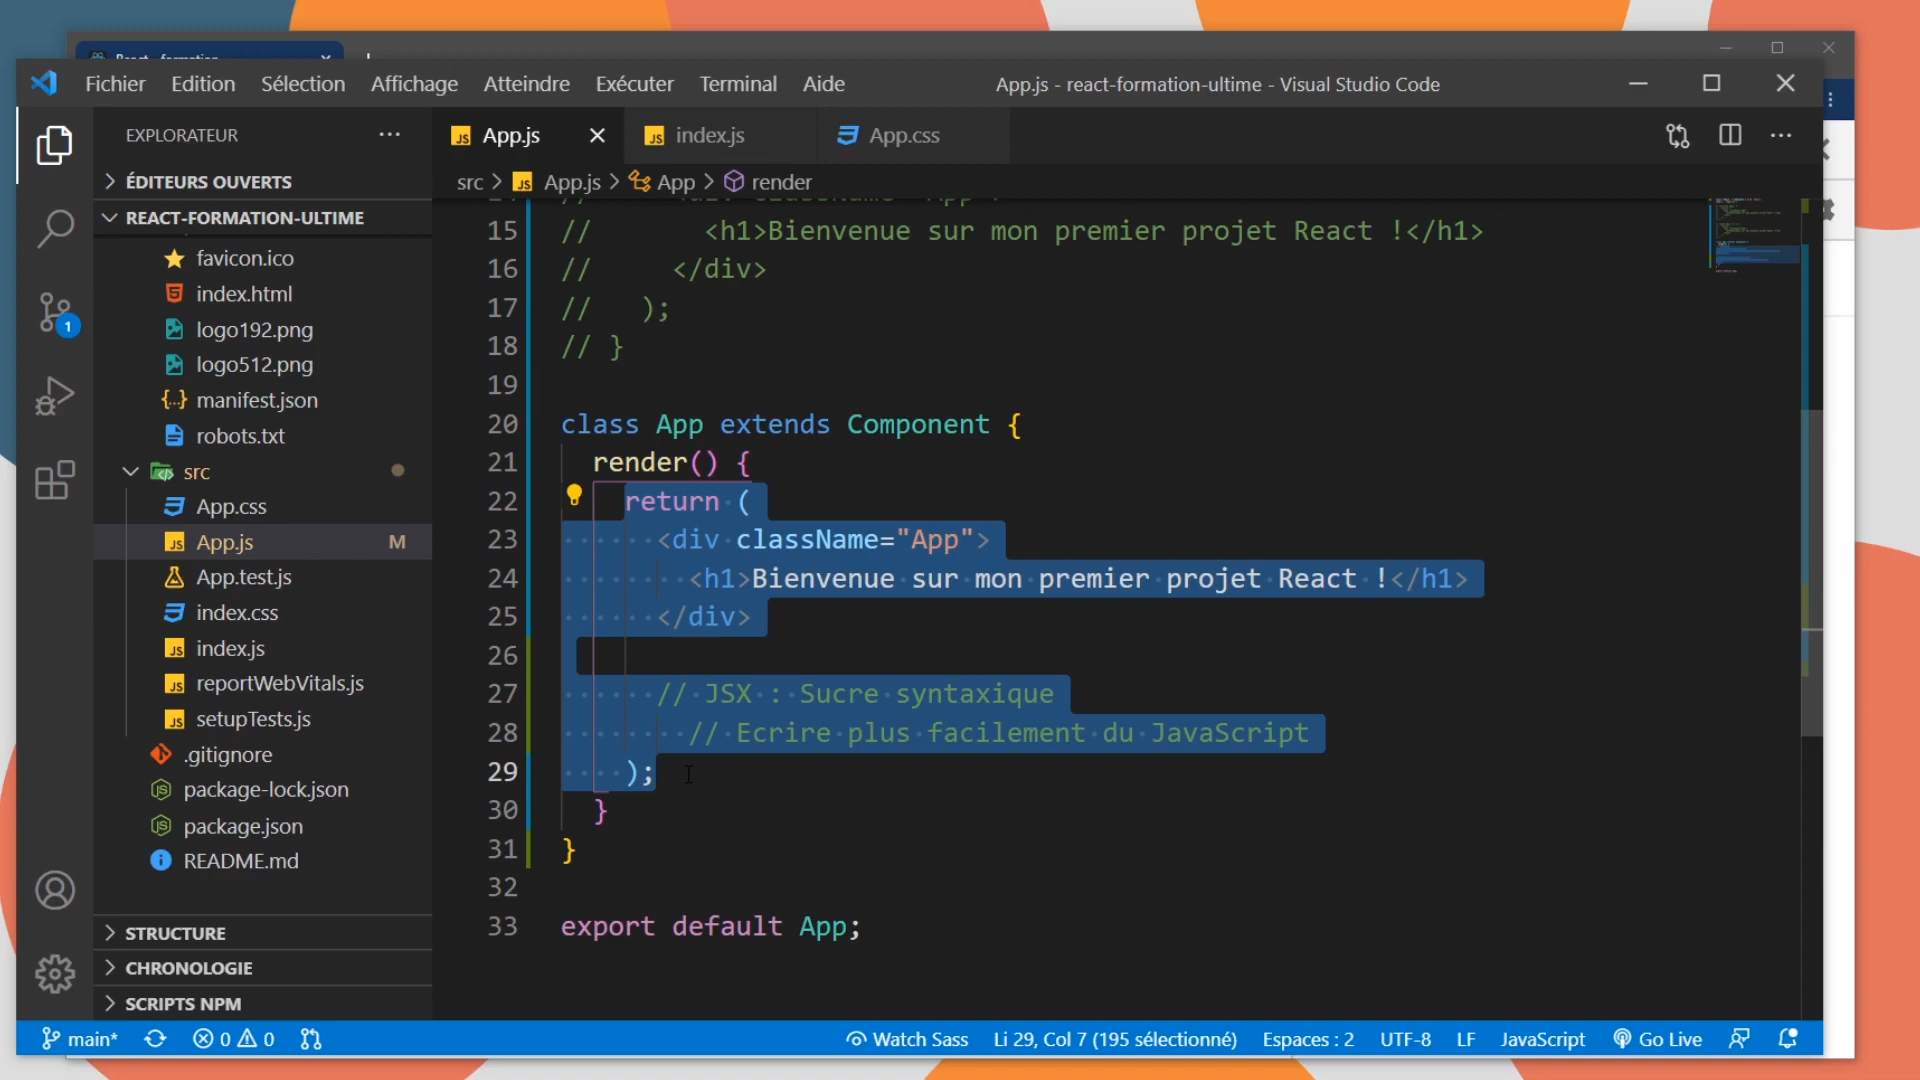 React - formation
Fichier Edition Sélection Affichage Atteindre Exécuter Terminal Aide
App.js - react-formation-ultime - Visual Studio Code
EXPLORATEUR
ÉDITEURS OUVERTS
REACT-FORMATION-ULTIME
favicon.ico
index.html
logo192.png
logo512.png
manifest.json
robots.txt
src
App.css
App.js M
App.test.js
index.css
index.js
reportWebVitals.js
setupTests.js
.gitignore
package-lock.json
package.json
README.md
STRUCTURE
CHRONOLOGIE
SCRIPTS NPM
1
App.js index.js App.css
src > App.js > App > render
15 // <h1>Bienvenue sur mon premier projet React !</h1>
16 // </div>
17 // );
18 // }
19
20 class App extends Component {
21 render() {
22 return (
23 <div className="App">
24 <h1>Bienvenue sur mon premier projet React !</h1>
25 </div>
26
27 // JSX : Sucre syntaxique
28 // Ecrire plus facilement du JavaScript
29 );
30 }
31 }
32
33 export default App;
main* 0 0 Watch Sass Li 29, Col 7 (195 sélectionné) Espaces : 2 UTF-8 LF JavaScript Go Live